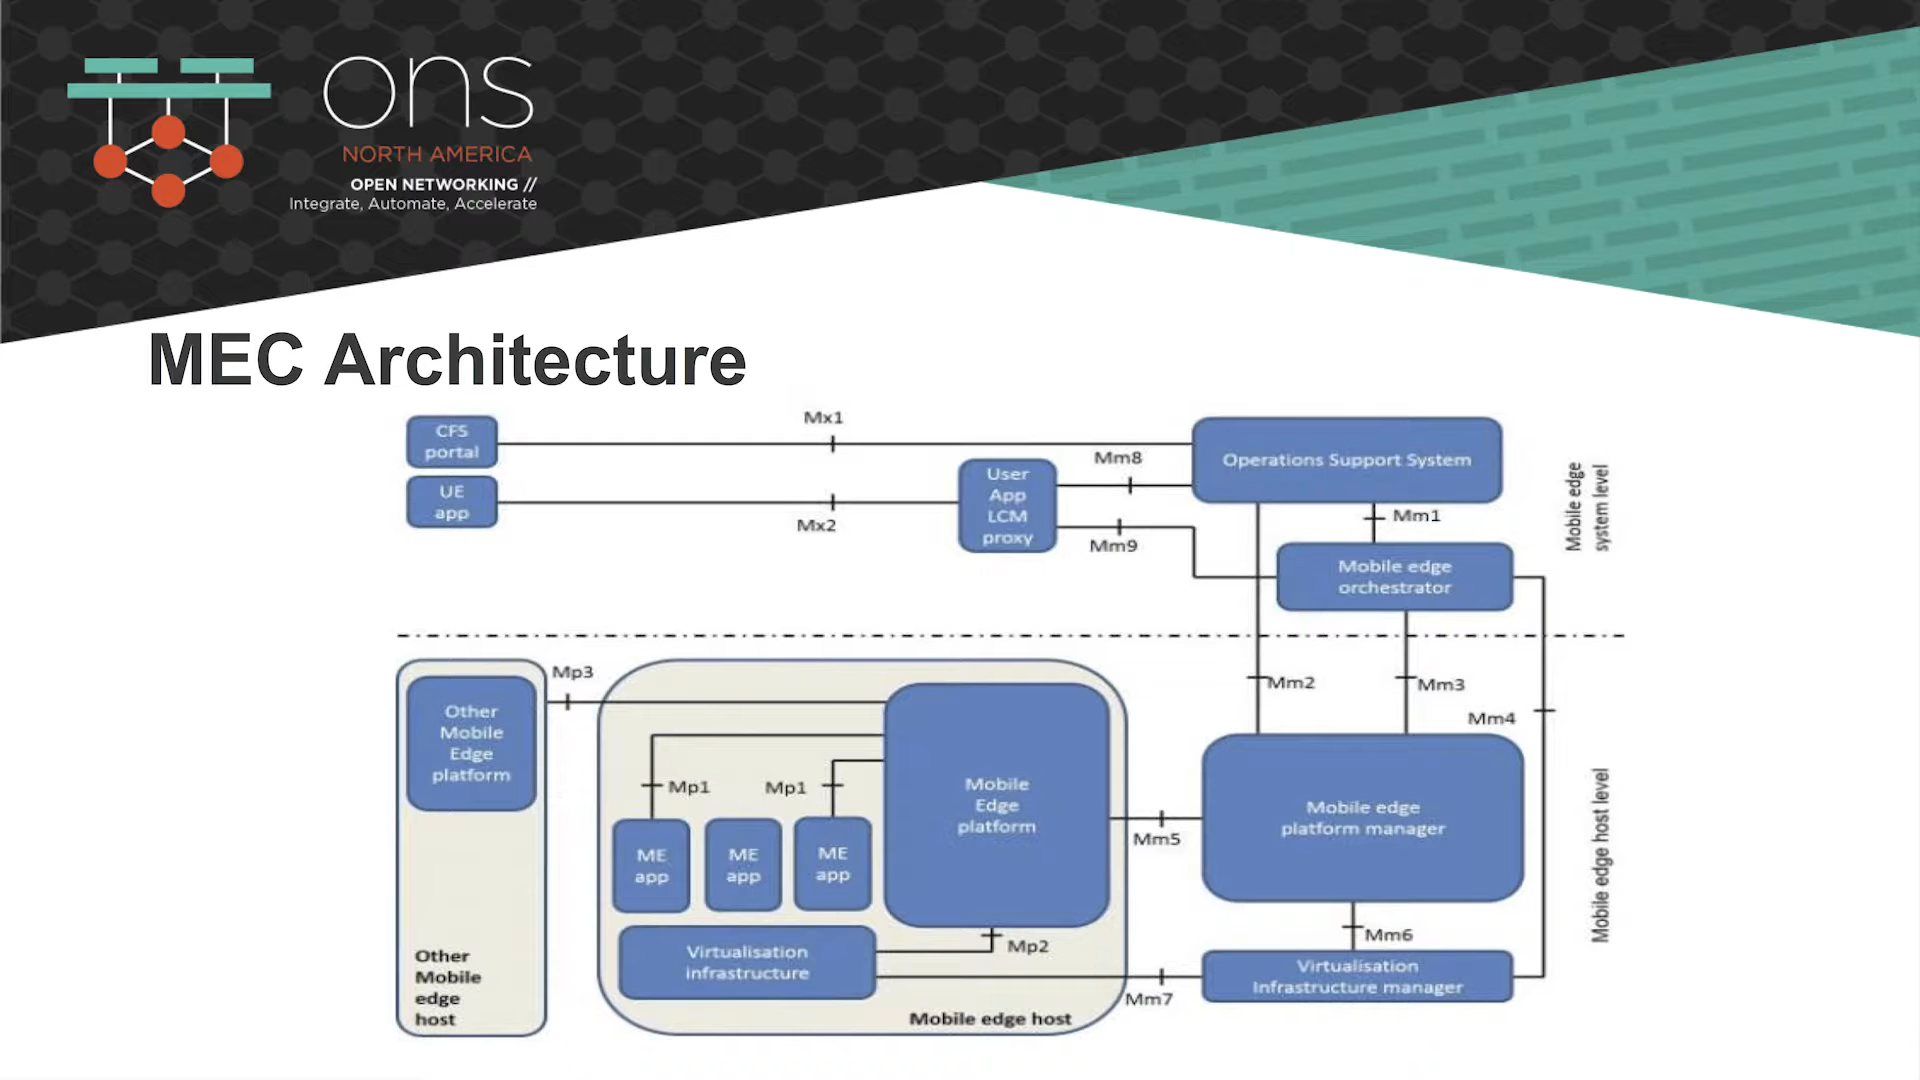 ons
NORTH AMERICA
OPEN NETWORKING //
Integrate, Automate, Accelerate
MEC Architecture
CFS
portal
Mx1
Operations Support System
UE
app
Mx2
User
App
LCM
proxy
Mm8
Mm9
Mm1
Mobile edge
orchestrator
Mobile edge
system level
Mp3
Other
Mobile
Edge
platform
Mm2
Mm3
Mm4
Mp1
Mp1
Mobile
Edge
platform
ME
app
ME
app
ME
app
Mm5
Mobile edge
platform manager
Mobile edge host level
Virtualisation
infrastructure
Mp2
Mm6
Mm7
Virtualisation
Infrastructure manager
Other
Mobile
edge
host
Mobile edge host